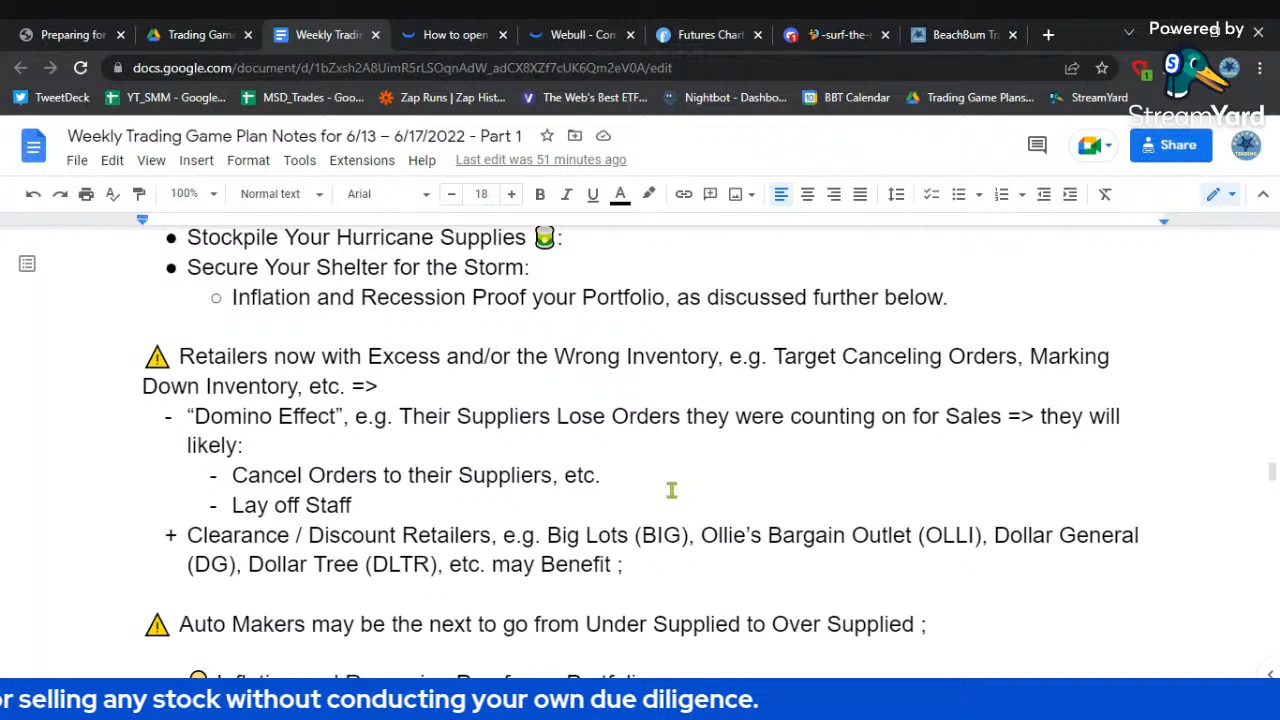 Preparing for
Trading Gam
Weekly Tradin
How to open
Webull - Con
Futures Chart
-surf-the-
BeachBum Tr
Powered by
docs.google.com/document/d/1bZxsh2A8UimR5rLSOqnAdW_adCX8XZf7cUK6Qm2eV0A/edit
TweetDeck
YT_SMM - Google...
MSD_Trades - Goo...
Zap Runs | Zap Hist...
The Web's Best ETF...
Nightbot - Dashbo...
BBT Calendar
Trading Game Plans...
StreamYard
StreamYard
Weekly Trading Game Plan Notes for 6/13 – 6/17/2022 - Part 1
Share
File Edit View Insert Format Tools Extensions Help Last edit was 51 minutes ago
100% Normal text Arial 18
● Stockpile Your Hurricane Supplies 🥫:
● Secure Your Shelter for the Storm:
○ Inflation and Recession Proof your Portfolio, as discussed further below.
⚠ Retailers now with Excess and/or the Wrong Inventory, e.g. Target Canceling Orders, Marking
Down Inventory, etc. =>
- “Domino Effect”, e.g. Their Suppliers Lose Orders they were counting on for Sales => they will
likely:
- Cancel Orders to their Suppliers, etc.
- Lay off Staff
+ Clearance / Discount Retailers, e.g. Big Lots (BIG), Ollie’s Bargain Outlet (OLLI), Dollar General
(DG), Dollar Tree (DLTR), etc. may Benefit ;
⚠ Auto Makers may be the next to go from Under Supplied to Over Supplied ;
or selling any stock without conducting your own due diligence.